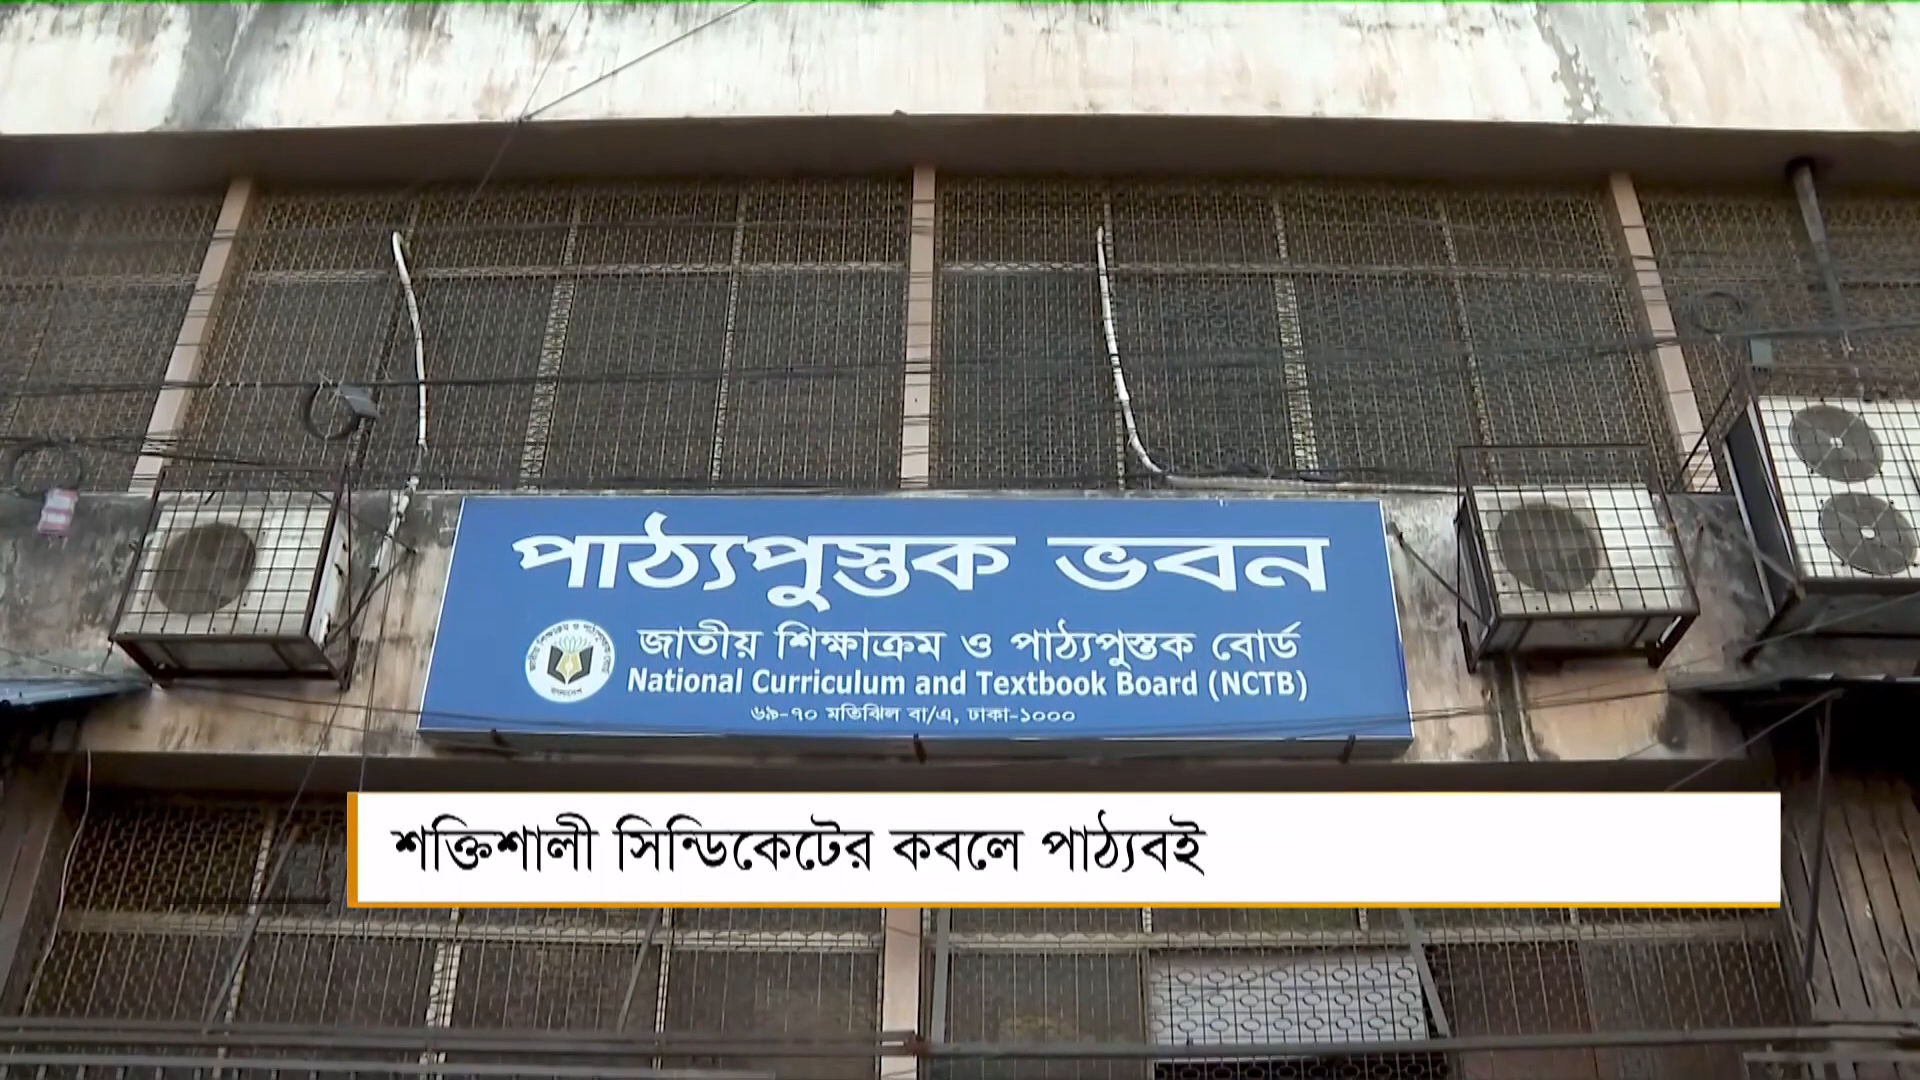 পাঠ্যপুস্তক ভবন
জাতীয় শিক্ষাক্রম ও পাঠ্যপুস্তক বোর্ড
National Curriculum and Textbook Board (NCTB)
৬৯-৭০ মতিঝিল বা/এ, ঢাকা-১০০০
শক্তিশালী সিন্ডিকেটের কবলে পাঠ্যবই